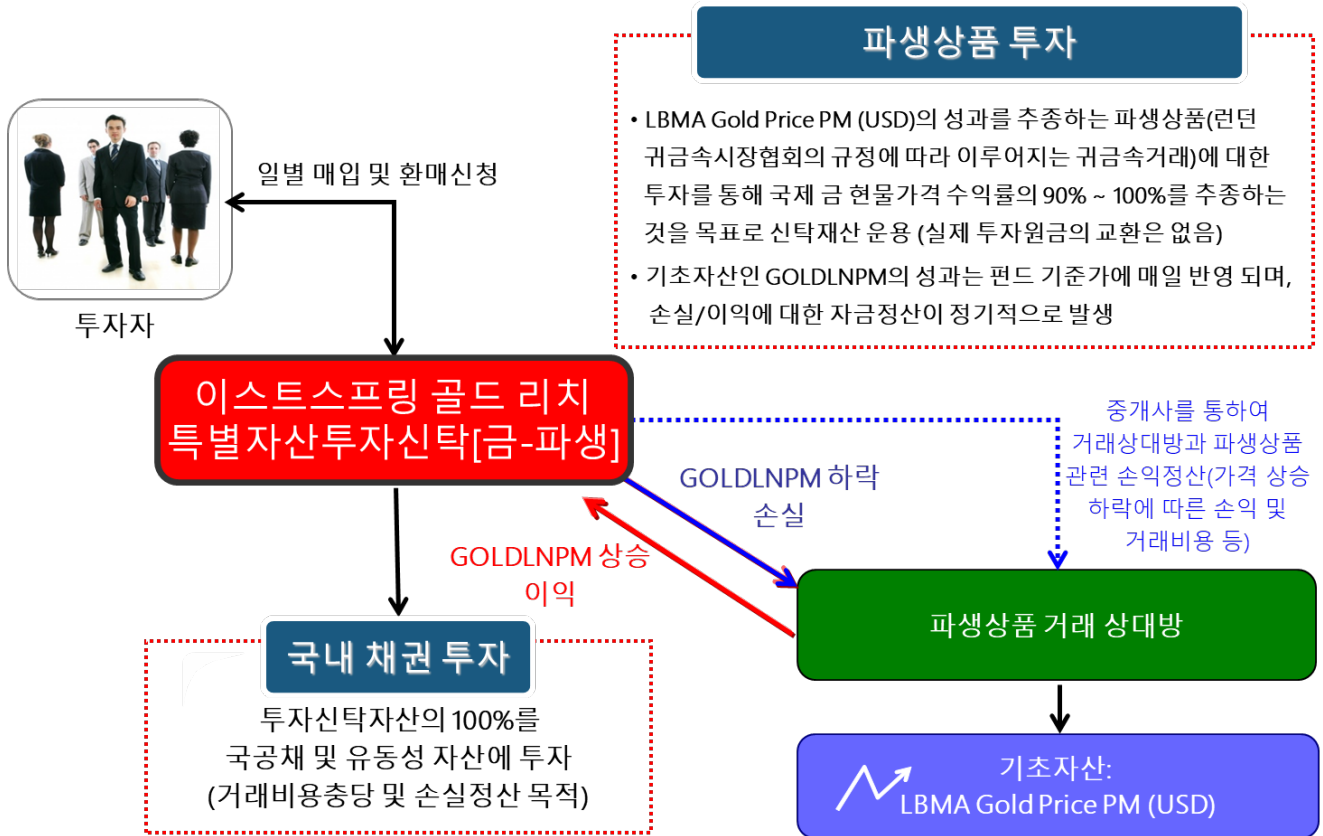 파생상품 투자
• LBMA Gold Price PM (USD)의 성과를 추종하는 파생상품(런던
귀금속시장협회의 규정에 따라 이루어지는 귀금속거래)에 대한
투자를 통해 국제 금 현물가격 수익률의 90% ~ 100%를 추종하는
것을 목표로 신탁재산 운용 (실제 투자원금의 교환은 없음)
• 기초자산인 GOLDLNPM의 성과는 펀드 기준가에 매일 반영 되며,
손실/이익에 대한 자금정산이 정기적으로 발생
일별 매입 및 환매신청
투자자
이스트스프링 골드 리치
특별자산투자신탁[금-파생]
중개사를 통하여
거래상대방과 파생상품
관련 손익정산(가격 상승
하락에 따른 손익 및
거래비용 등)
GOLDLNPM 하락
손실
GOLDLNPM 상승
이익
파생상품 거래 상대방
국내 채권 투자
투자신탁자산의 100%를
국공채 및 유동성 자산에 투자
(거래비용충당 및 손실정산 목적)
기초자산:
LBMA Gold Price PM (USD)